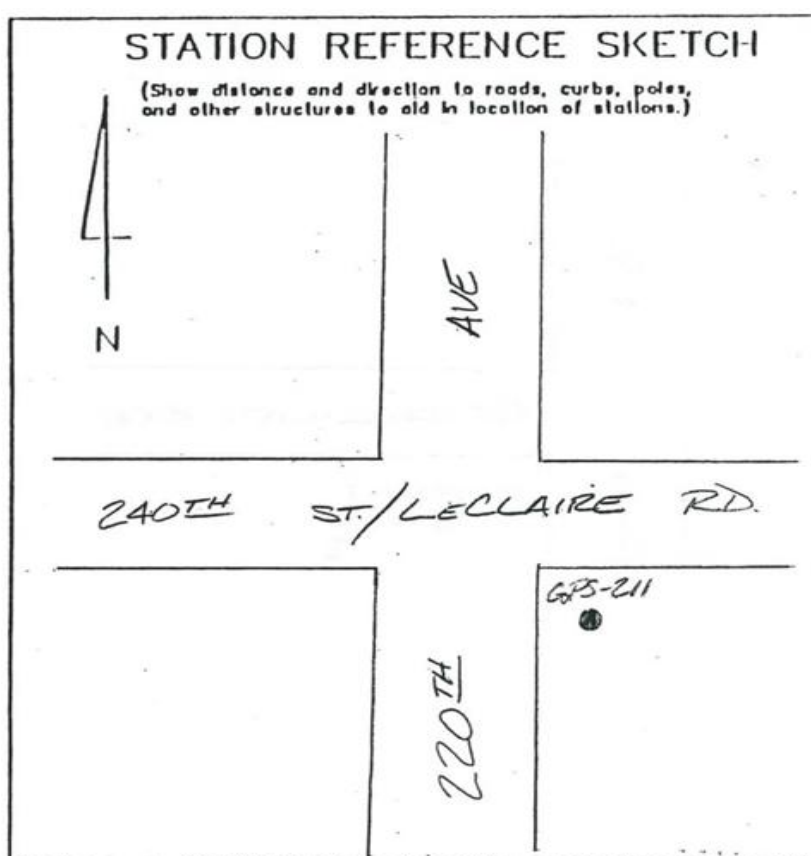 STATION REFERENCE SKETCH
(Show distance and direction to roads, curbs, poles,
and other structures to aid in location of stations.)
N
AVE
240TH ST./LECLAIRE RD.
GPS-211
220TH